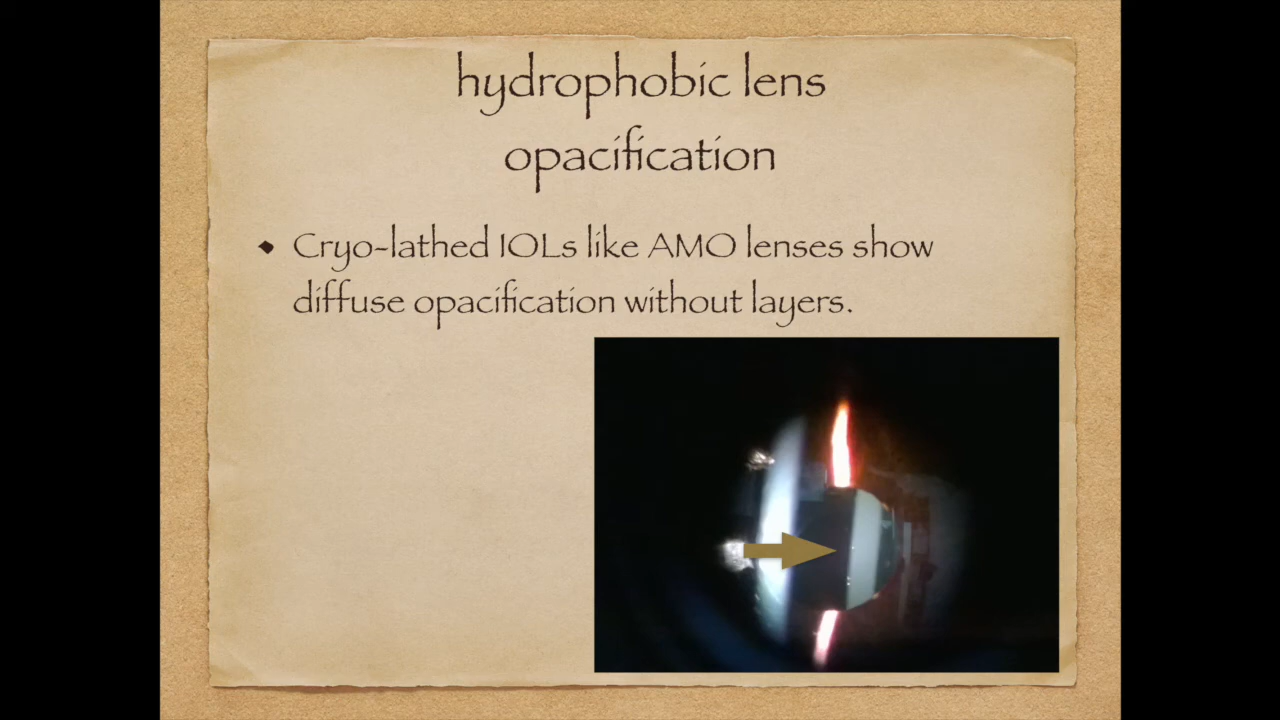 hydrophobic lens
opacification
• Cryo-lathed IOLs like AMO lenses show
diffuse opacification without layers.